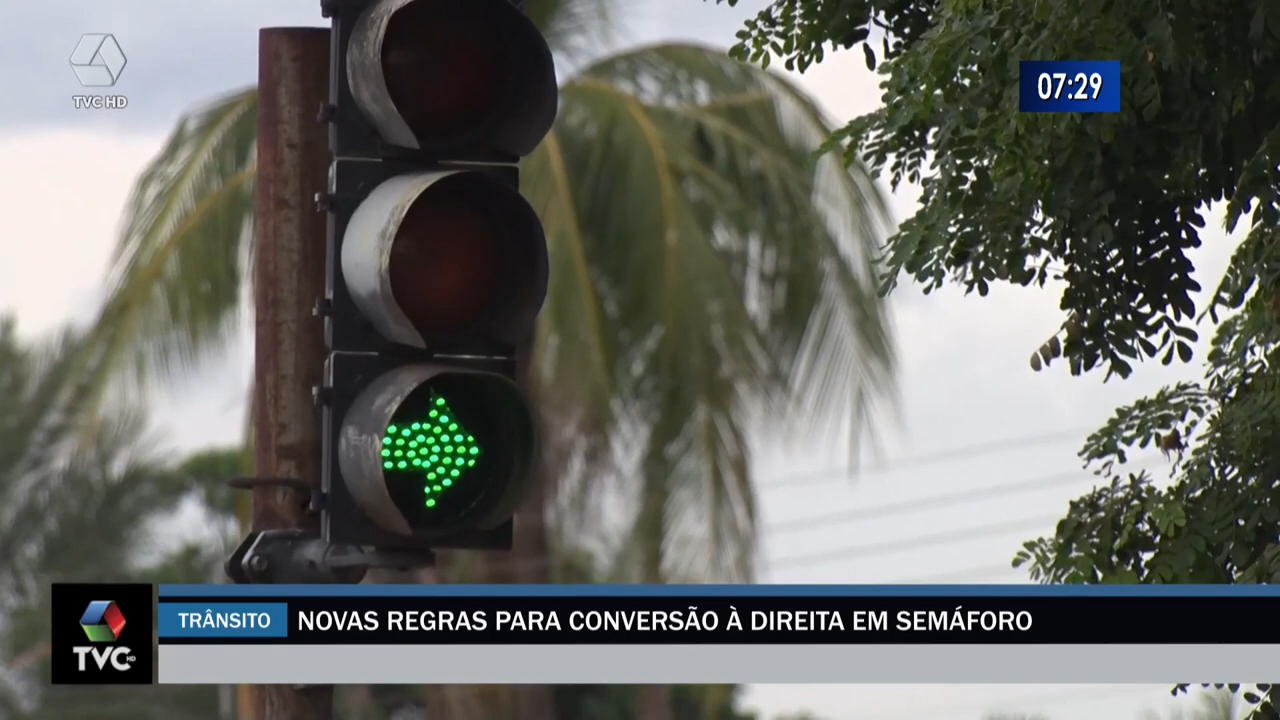 TVC HD
07:29
TRÂNSITO
NOVAS REGRAS PARA CONVERSÃO À DIREITA EM SEMÁFORO
TVC HD